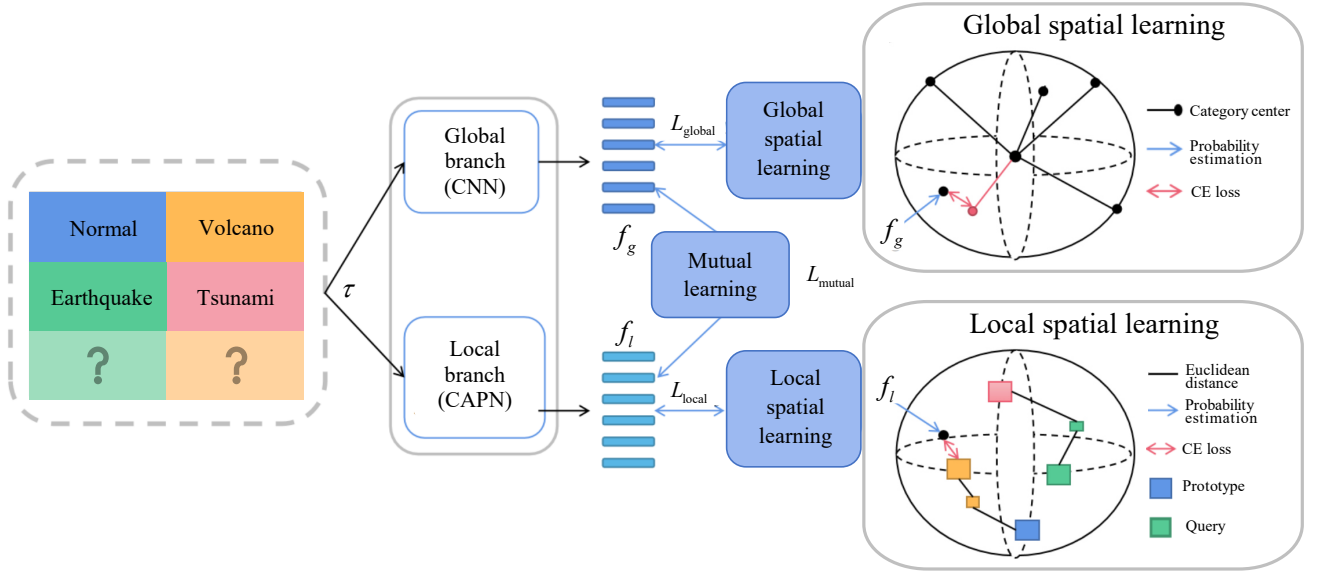 Normal
Volcano
Earthquake
Tsunami
?
?
τ
Global
branch
(CNN)
Local
branch
(CAPN)
f_g
f_l
L_global
L_mutual
L_local
Global
spatial
learning
Mutual
learning
Local
spatial
learning
Global spatial learning
Category center
Probability
estimation
CE loss
f_g
Local spatial learning
Euclidean
distance
Probability
estimation
CE loss
Prototype
Query
f_l